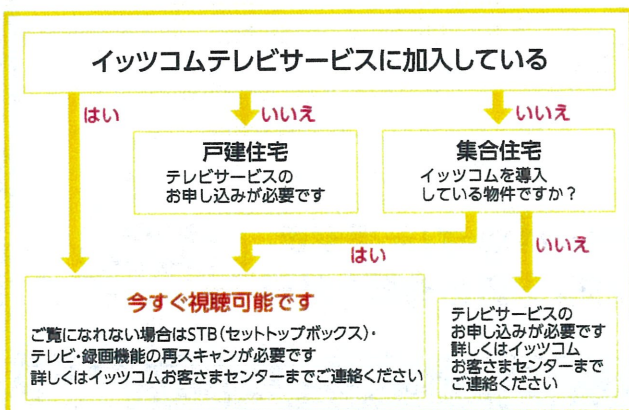 イッツコムテレビサービスに加入している
はい
いいえ
いいえ
戸建住宅
テレビサービスの
お申し込みが必要です
集合住宅
イッツコムを導入
している物件ですか？
はい
いいえ
今すぐ視聴可能です
ご覧になれない場合はSTB（セットトップボックス）・
テレビ・録画機能の再スキャンが必要です
詳しくはイッツコムお客さまセンターまでご連絡ください
テレビサービスの
お申し込みが必要です
詳しくはイッツコム
お客さまセンターまで
ご連絡ください